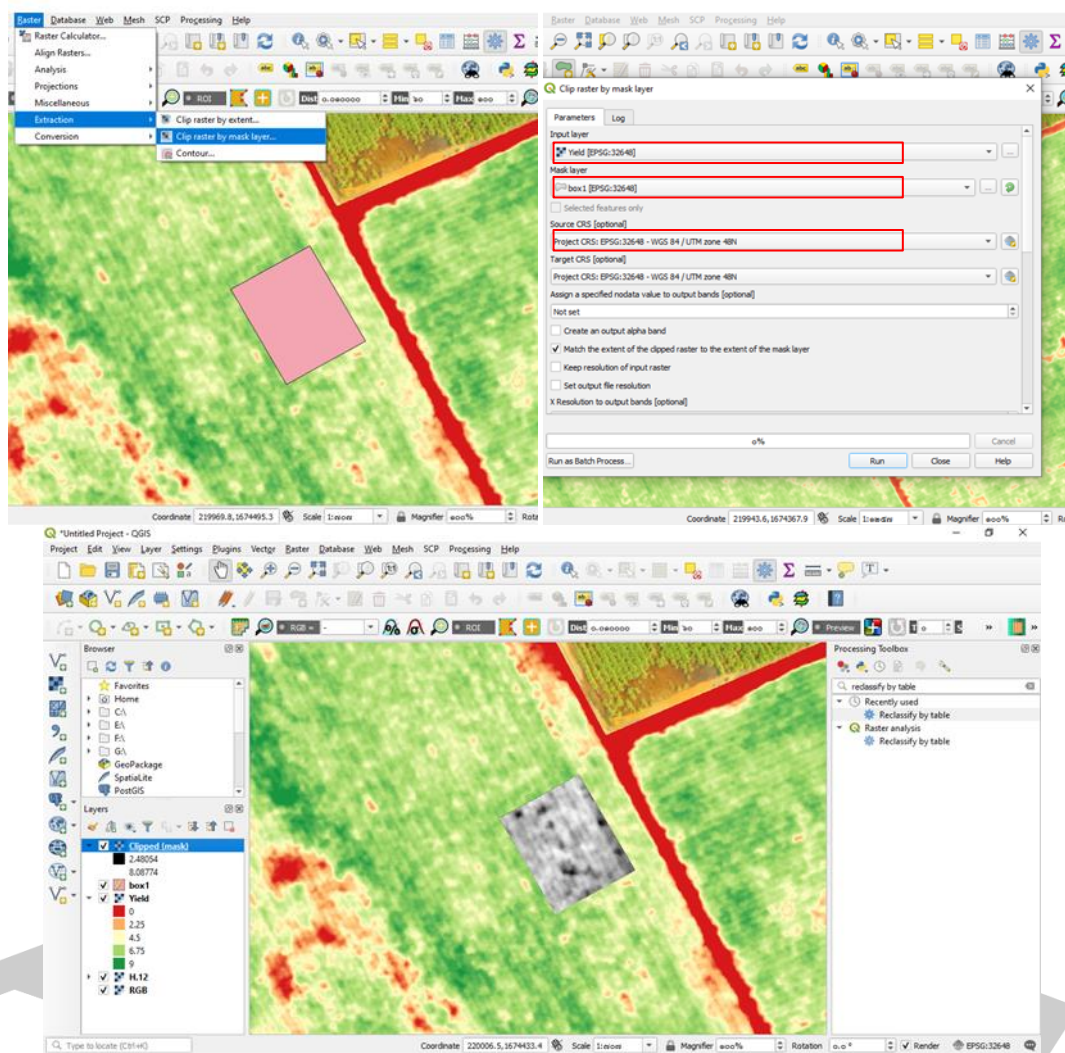 Raster Database Web Mesh SCP Processing Help
Raster Calculator...
Align Rasters...
Analysis
Projections
Miscellaneous
Extraction
Conversion
Clip raster by extent...
Clip raster by mask layer...
Contour...
ROI
Dist
Min
Max
Coordinate 219969.8,1674495.3 Scale
Magnifier
Raster Database Web Mesh SCP Processing Help
Clip raster by mask layer
Parameters Log
Input layer
Yield [EPSG:32648]
Mask layer
box1 [EPSG:32648]
Selected features only
Source CRS [optional]
Project CRS: EPSG:32648 - WGS 84 / UTM zone 48N
Target CRS [optional]
Project CRS: EPSG:32648 - WGS 84 / UTM zone 48N
Assign a specified nodata value to output bands [optional]
Not set
Create an output alpha band
Match the extent of the clipped raster to the extent of the mask layer
Keep resolution of input raster
Set output file resolution
X Resolution to output bands [optional]
0%
Cancel
Run as Batch Process...
Run Close Help
Coordinate 219943.6,1674367.9 Scale
Magnifier
*Untitled Project - QGIS
Project Edit View Layer Settings Plugins Vector Raster Database Web Mesh SCP Processing Help
RGB = -
ROI
Dist
Min
Max
Preview
Browser
Favorites
Home
C:\
E:\
F:\
G:\
GeoPackage
SpatiaLite
PostGIS
Layers
Clipped (mask)
2.48054
8.08774
box1
Yield
0
2.25
4.5
6.75
9
H.12
RGB
Processing Toolbox
reclassify by table
Recently used
Reclassify by table
Raster analysis
Reclassify by table
Type to locate (Ctrl+K)
Coordinate 220006.5,1674433.4 Scale
Magnifier
Rotation
Render EPSG:32648